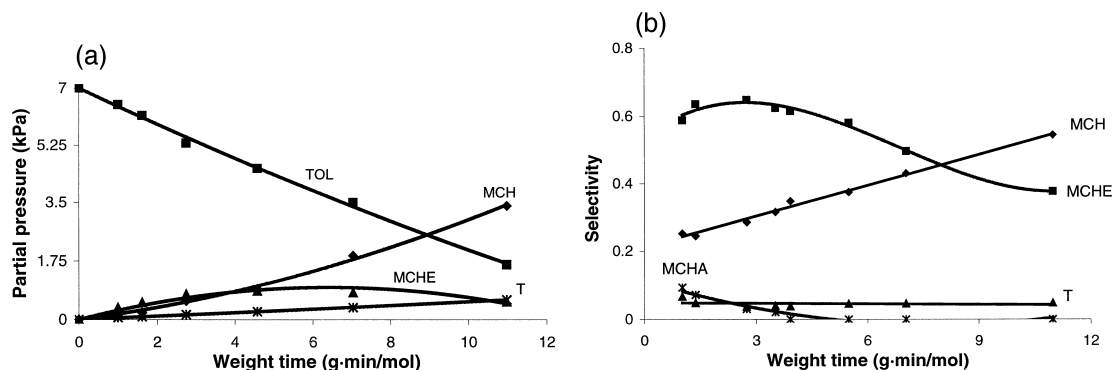 (a)
Partial pressure (kPa)
7
5.25
3.5
1.75
0
TOL
MCH
MCHE
T
0 2 4 6 8 10 12
Weight time (g·min/mol)
(b)
Selectivity
0.8
0.6
0.4
0.2
0
MCH
MCHE
MCHA
T
0 3 6 9 12
Weight time (g·min/mol)